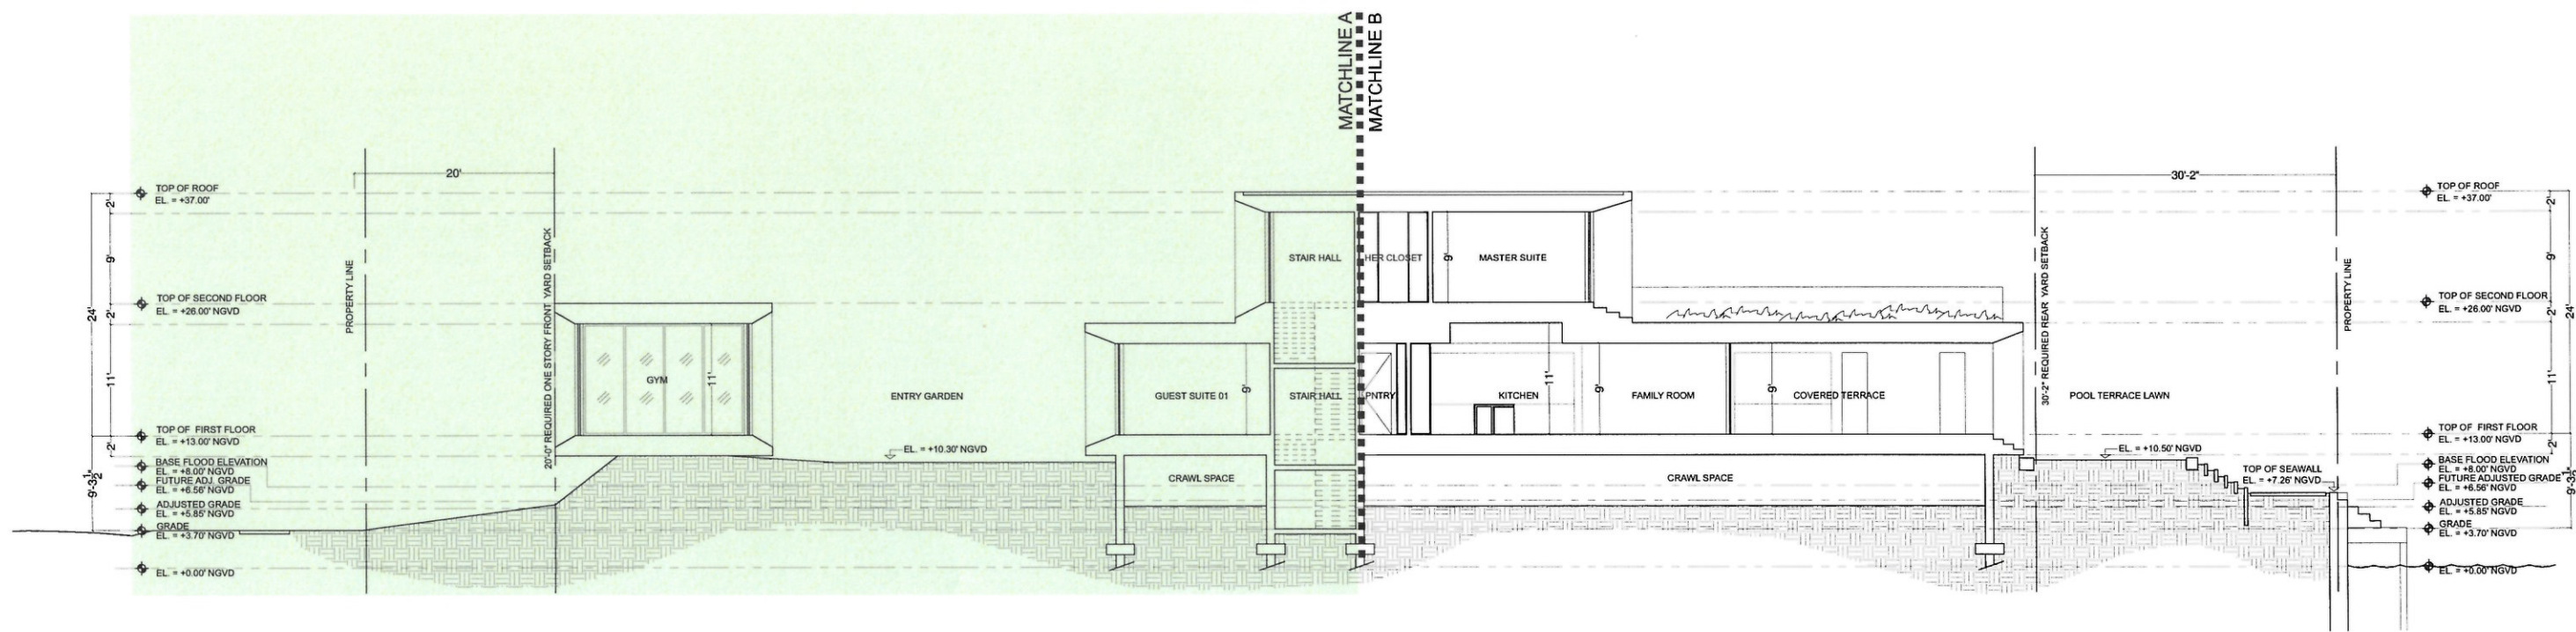 MATCHLINE A
MATCHLINE B
20'
30'-2"
TOP OF ROOF
EL. = +37.00'
TOP OF SECOND FLOOR
EL. = +26.00' NGVD
TOP OF FIRST FLOOR
EL. = +13.00' NGVD
BASE FLOOD ELEVATION
EL. = +8.00' NGVD
FUTURE ADJ. GRADE
EL. = +6.56' NGVD
ADJUSTED GRADE
EL. = +5.85' NGVD
GRADE
EL. = +3.70' NGVD
EL. = +0.00' NGVD
2'
9'
2'
11'
2'
24'
9'-3 1/2"
PROPERTY LINE
20'-0" REQUIRED ONE STORY FRONT YARD SETBACK
GYM
11'
ENTRY GARDEN
EL. = +10.30' NGVD
GUEST SUITE 01
9'
STAIR HALL
STAIR HALL
CRAWL SPACE
HER CLOSET
9'
MASTER SUITE
PNTRY
KITCHEN
11'
9'
FAMILY ROOM
9'
COVERED TERRACE
CRAWL SPACE
30'-2" REQUIRED REAR YARD SETBACK
POOL TERRACE LAWN
EL. = +10.50' NGVD
TOP OF SEAWALL
EL. = +7.26' NGVD
PROPERTY LINE
TOP OF ROOF
EL. = +37.00'
TOP OF SECOND FLOOR
EL. = +26.00' NGVD
TOP OF FIRST FLOOR
EL. = +13.00' NGVD
BASE FLOOD ELEVATION
EL. = +8.00' NGVD
FUTURE ADJUSTED GRADE
EL. = +6.56' NGVD
ADJUSTED GRADE
EL. = +5.85' NGVD
GRADE
EL. = +3.70' NGVD
EL. = +0.00' NGVD
2'
9'
2'
11'
2'
24'
9'-3 1/2"